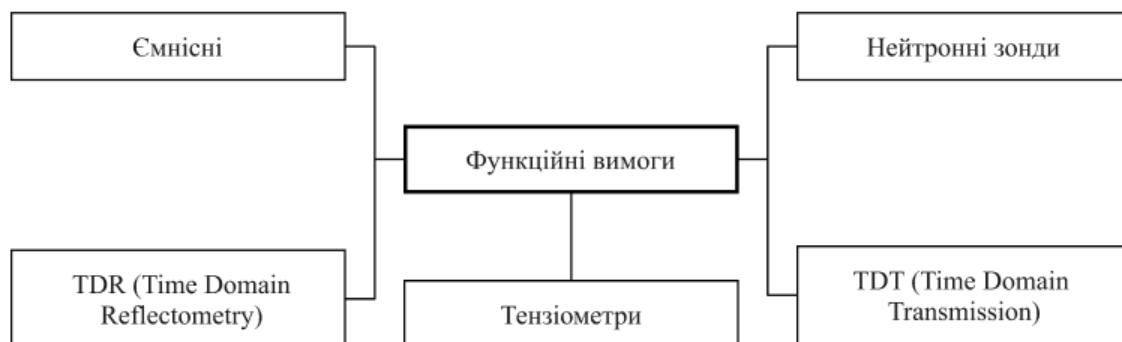 Ємнісні
Нейтронні зонди
Функційні вимоги
TDR (Time Domain
Reflectometry)
Тензіометри
TDT (Time Domain
Transmission)